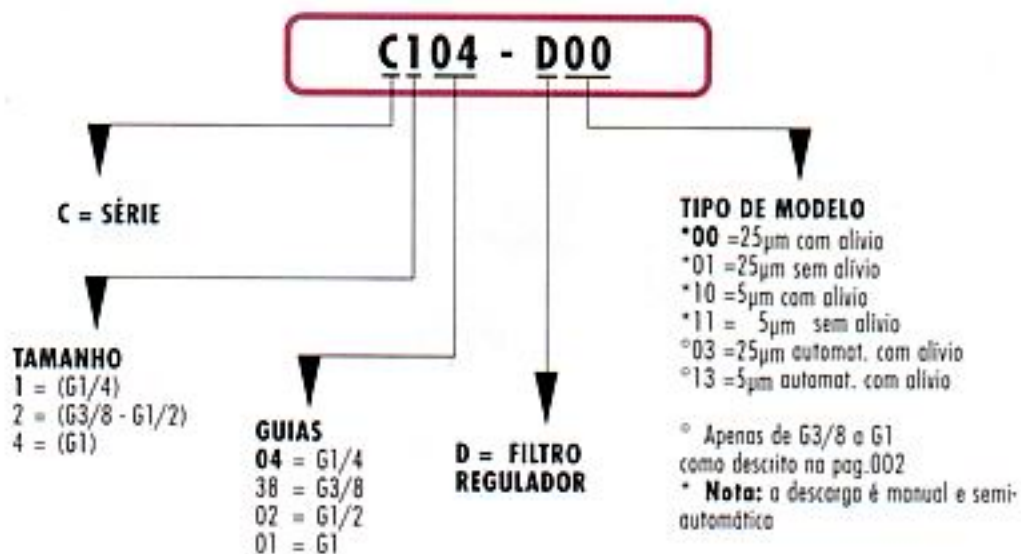 C104 - D00
C = SÉRIE
TAMANHO
1 = (G1/4)
2 = (G3/8 - G1/2)
4 = (G1)
GUIAS
04 = G1/4
38 = G3/8
02 = G1/2
01 = G1
D = FILTRO
REGULADOR
TIPO DE MODELO
*00 =25µm com alívio
*01 =25µm sem alívio
*10 =5µm com alívio
*11 = 5µm sem alívio
°03 =25µm automat. com alívio
°13 =5µm automat. com alívio
° Apenas de G3/8 a G1
como descrito na pag.002
* Nota: a descarga é manual e semi-
automática